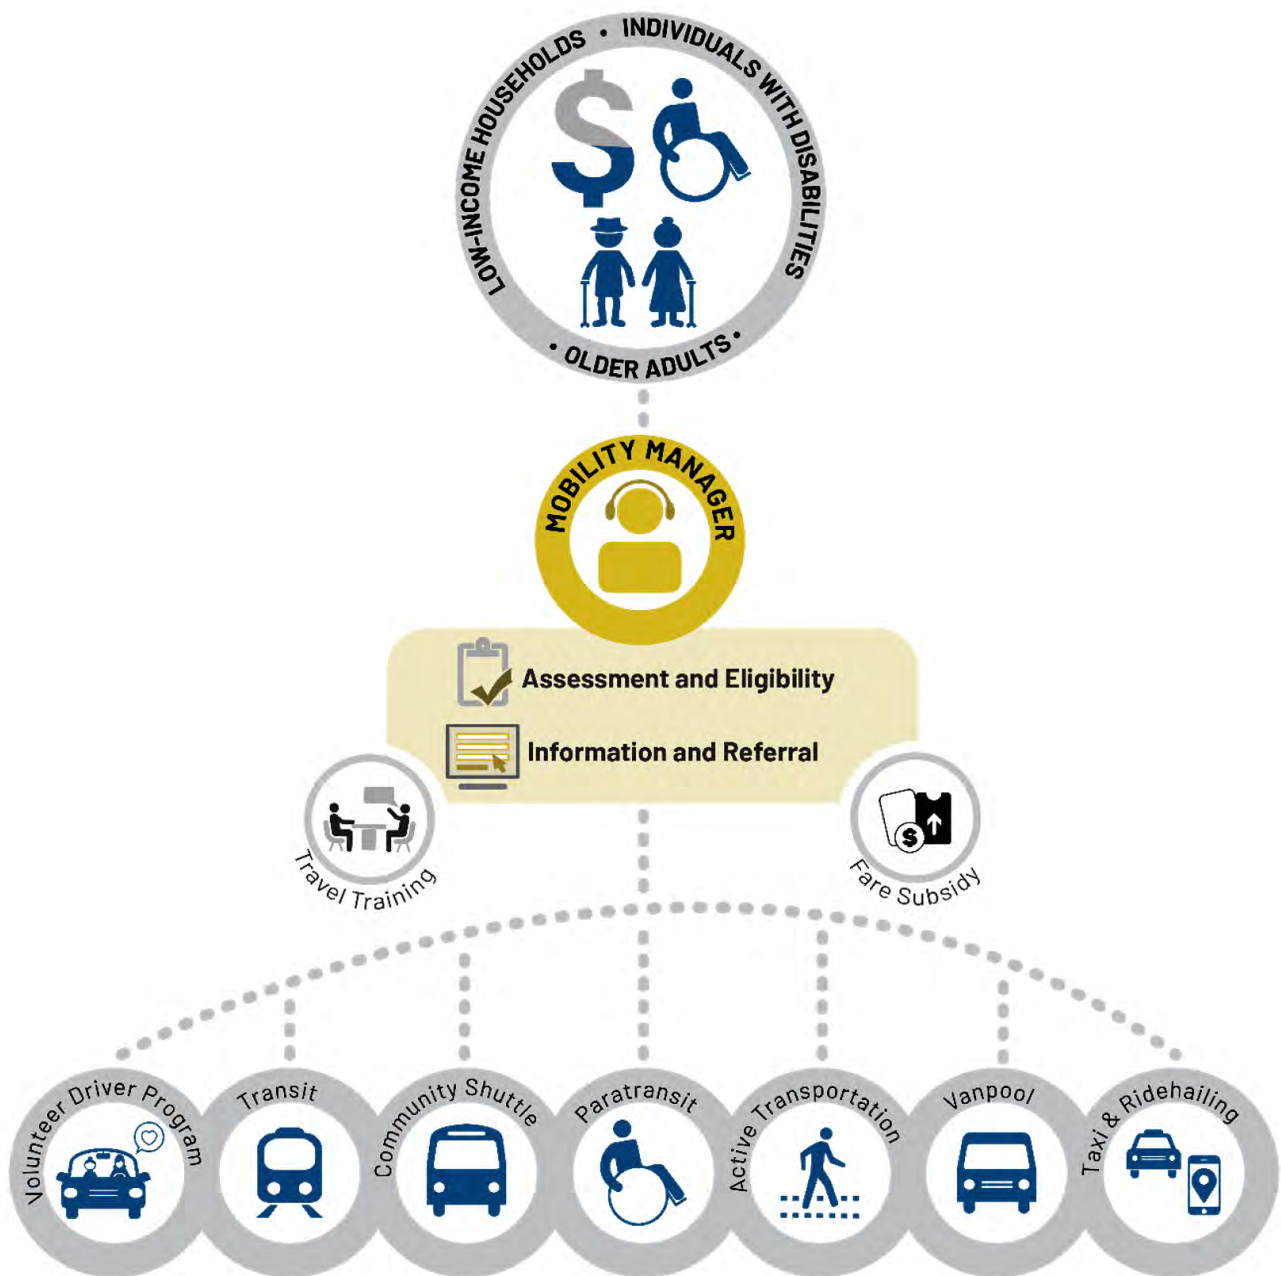 LOW-INCOME HOUSEHOLDS • INDIVIDUALS WITH DISABILITIES
• OLDER ADULTS •
$
MOBILITY MANAGER
Assessment and Eligibility
Information and Referral
Travel Training
$
Fare Subsidy
Volunteer Driver Program
Transit
Community Shuttle
Paratransit
Active Transportation
Vanpool
Taxi & Ridehailing